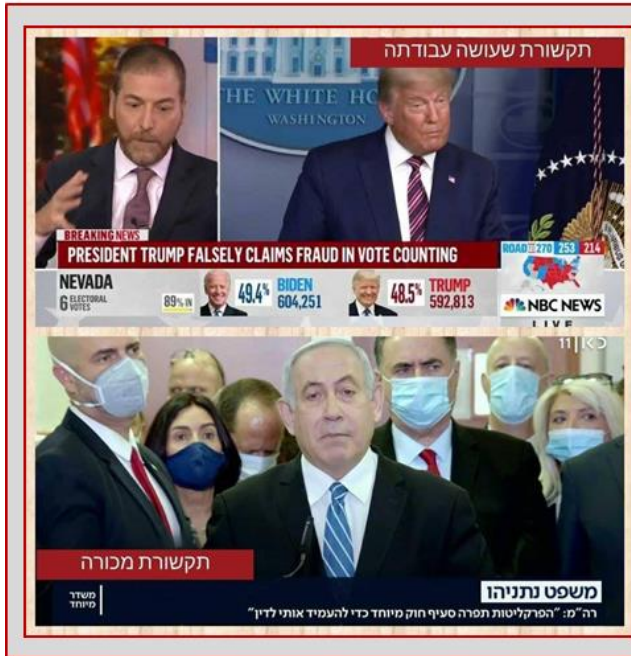 תקשורת שעושה עבודתה
THE WHITE HO
WASHINGTON
BREAKING NEWS
PRESIDENT TRUMP FALSELY CLAIMS FRAUD IN VOTE COUNTING
ROAD TO 270 253 214
NEVADA
6 ELECTORAL VOTES
89% IN
49.4% BIDEN 604,251
48.5% TRUMP 592,813
NBC NEWS
LIVE
כאן 11
תקשורת מכורה
משפט נתניהו
משדר מיוחד
רה"מ: "הפרקליטות תפרה סעיף חוק מיוחד כדי להעמיד אותי לדין"